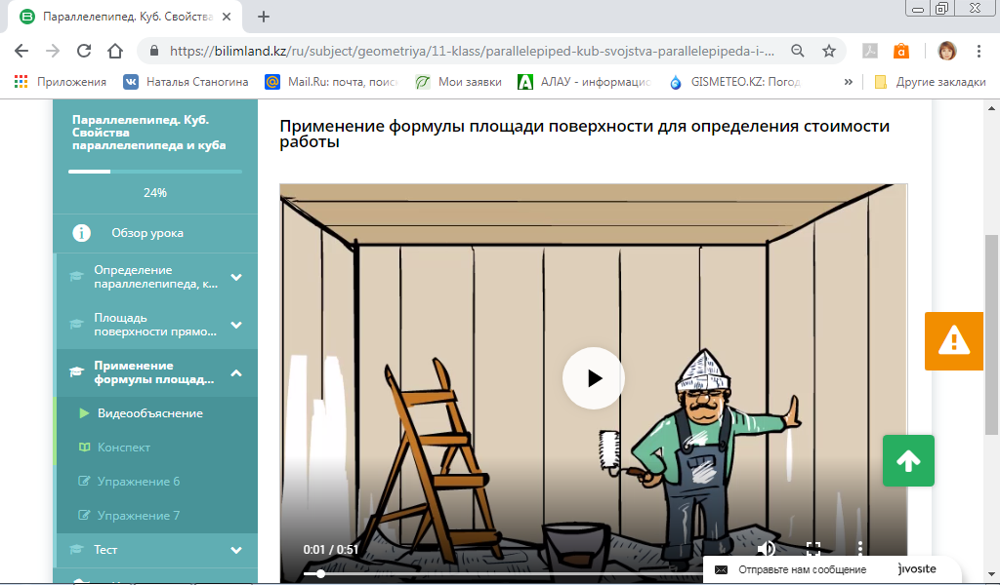 Параллелепипед. Куб. Свойства
https://bilimland.kz/ru/subject/geometriya/11-klass/parallelepiped-kub-svojstva-parallelepipeda-i-...
Приложения
Наталья Станогина
Mail.Ru: почта, поис
Мои заявки
АЛАУ - информацио
GISMETEO.KZ: Погод
»
Другие закладки
Параллелепипед. Куб.
Свойства
параллелепипеда и куба
24%
Обзор урока
Определение
параллелепипеда, к...
Площадь
поверхности прямо...
Применение
формулы площад...
Видеообъяснение
Конспект
Упражнение 6
Упражнение 7
Тест
Применение формулы площади поверхности для определения стоимости
работы
0:01 / 0:51
Отправьте нам сообщение
jivosite